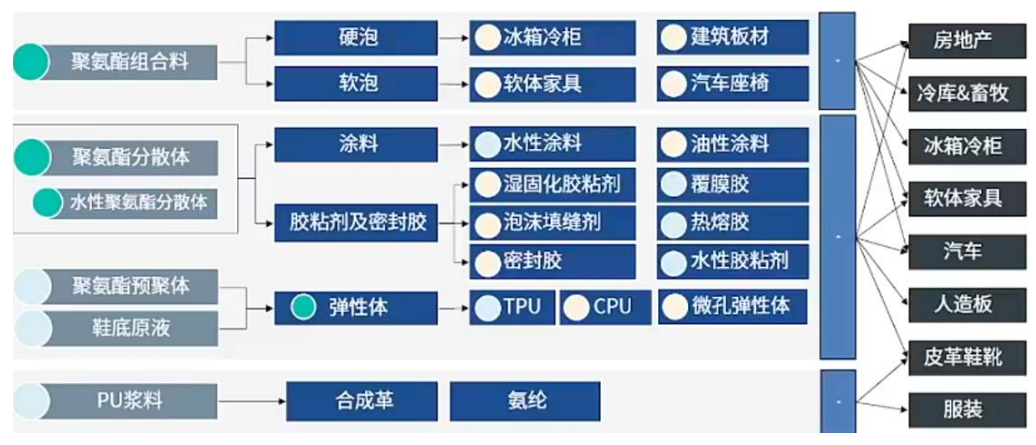 聚氨酯组合料
硬泡
冰箱冷柜
建筑板材
软泡
软体家具
汽车座椅
聚氨酯分散体
水性聚氨酯分散体
涂料
水性涂料
油性涂料
胶粘剂及密封胶
湿固化胶粘剂
覆膜胶
泡沫填缝剂
热熔胶
密封胶
水性胶粘剂
聚氨酯预聚体
鞋底原液
弹性体
TPU
CPU
微孔弹性体
PU浆料
合成革
氨纶
房地产
冷库&畜牧
冰箱冷柜
软体家具
汽车
人造板
皮革鞋靴
服装